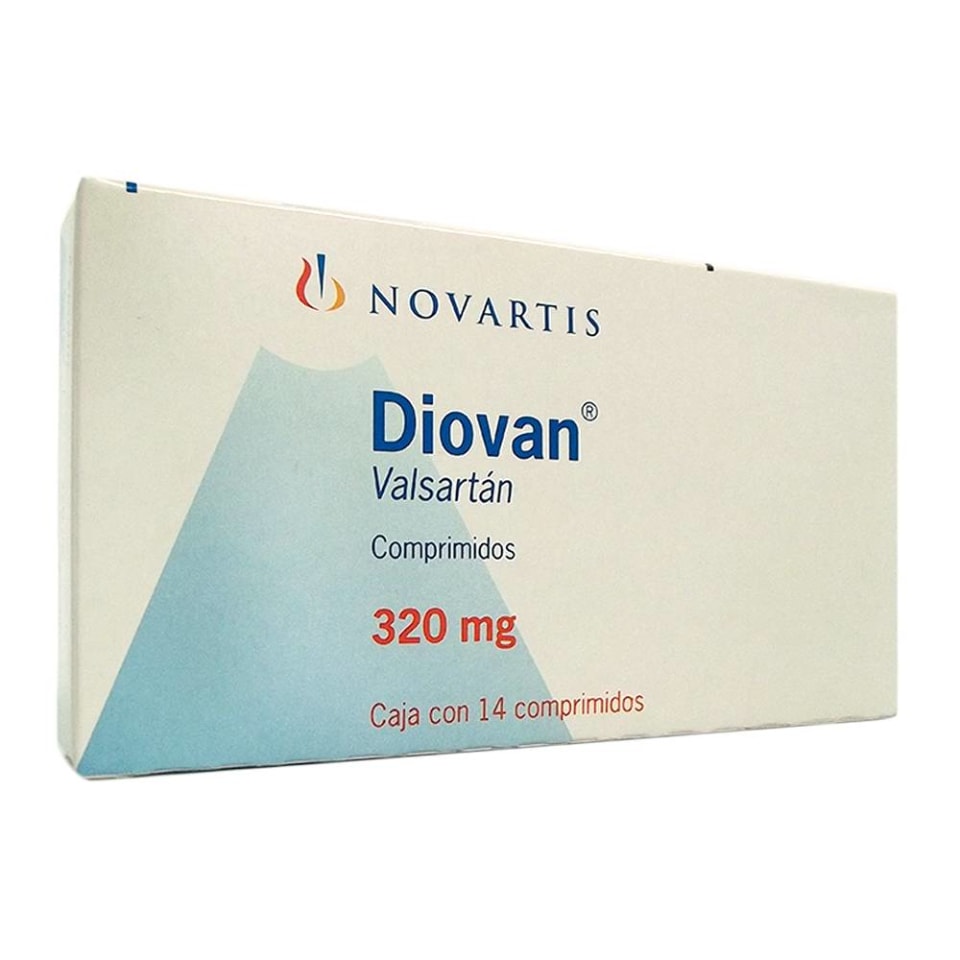 NOVARTIS
Diovan®
Valsartán
Comprimidos
320 mg
Caja con 14 comprimidos